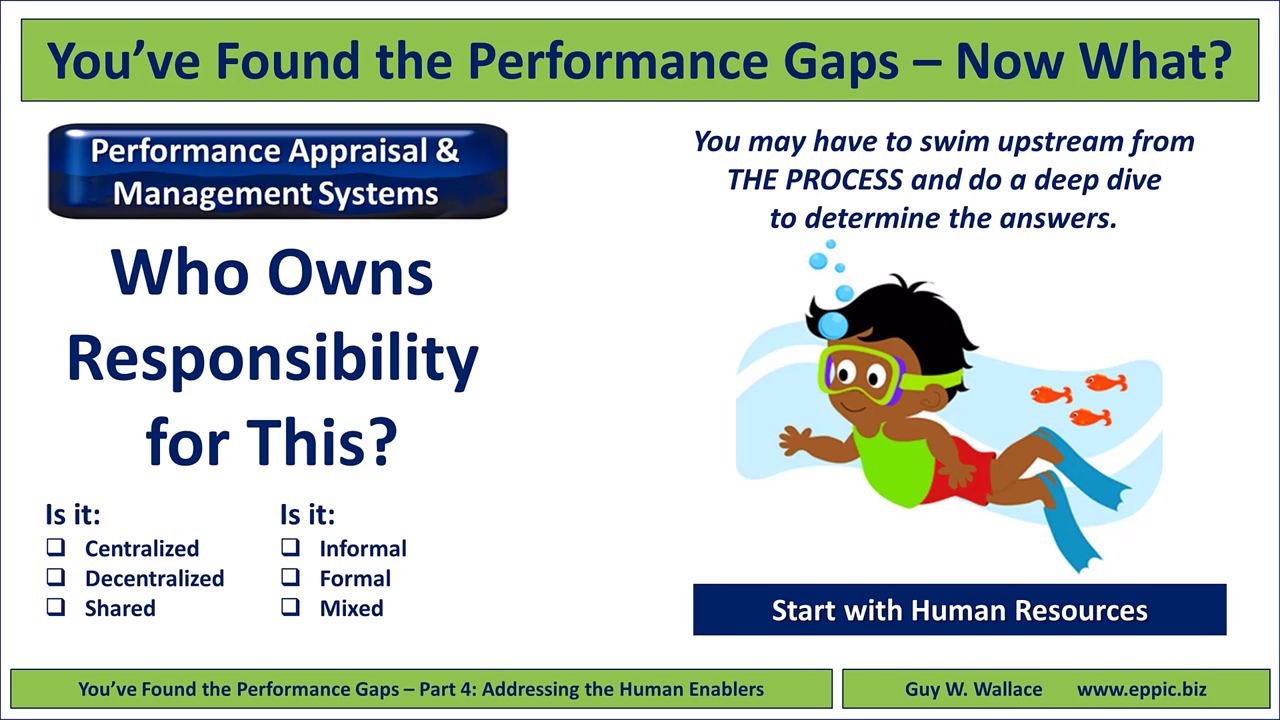 You’ve Found the Performance Gaps – Now What?
Performance Appraisal &
Management Systems
Who Owns
Responsibility
for This?
Is it:
❑ Centralized
❑ Decentralized
❑ Shared
Is it:
❑ Informal
❑ Formal
❑ Mixed
You may have to swim upstream from
THE PROCESS and do a deep dive
to determine the answers.
Start with Human Resources
You’ve Found the Performance Gaps – Part 4: Addressing the Human Enablers
Guy W. Wallace www.eppic.biz